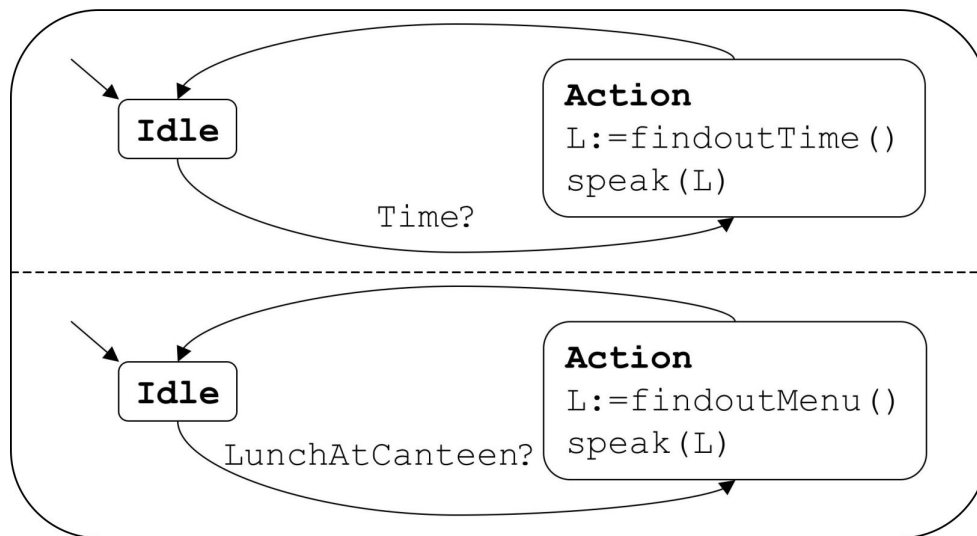 Idle
Action
L:=findoutTime()
speak(L)
Time?
Idle
Action
L:=findoutMenu()
speak(L)
LunchAtCanteen?